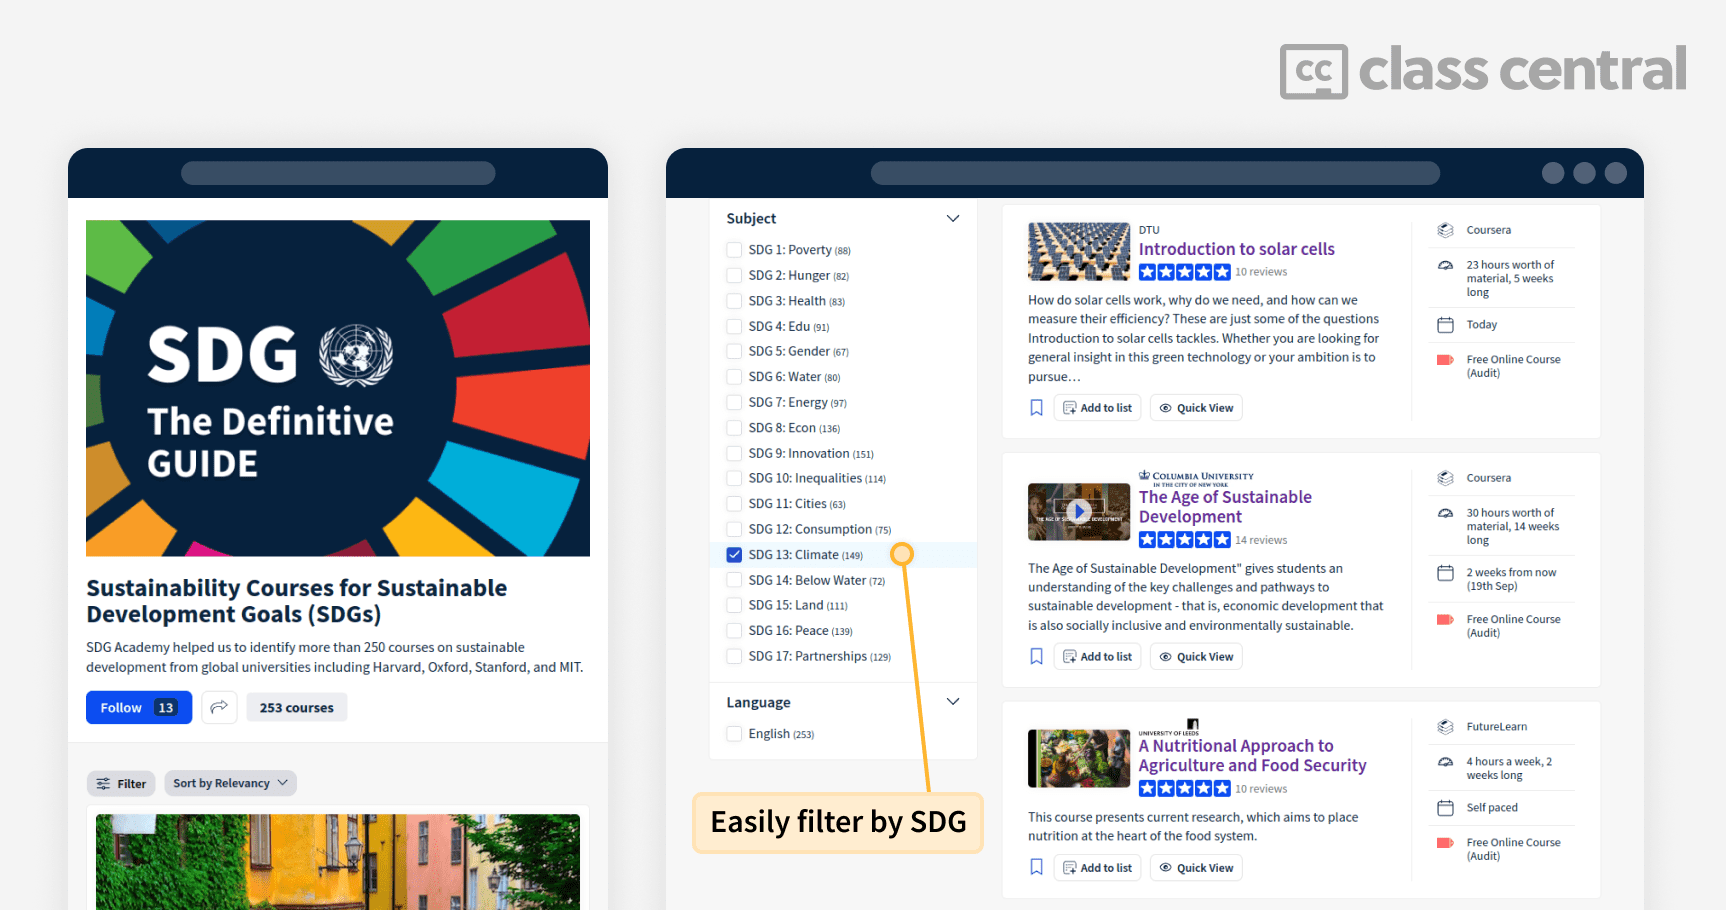 cc class central
SDG
The Definitive
GUIDE
Sustainability Courses for Sustainable
Development Goals (SDGs)
SDG Academy helped us to identify more than 250 courses on sustainable
development from global universities including Harvard, Oxford, Stanford, and MIT.
Follow 13
253 courses
Filter
Sort by Relevancy
Subject
SDG 1: Poverty (88)
SDG 2: Hunger (82)
SDG 3: Health (83)
SDG 4: Edu (91)
SDG 5: Gender (67)
SDG 6: Water (80)
SDG 7: Energy (97)
SDG 8: Econ (136)
SDG 9: Innovation (151)
SDG 10: Inequalities (114)
SDG 11: Cities (63)
SDG 12: Consumption (75)
SDG 13: Climate (149)
SDG 14: Below Water (72)
SDG 15: Land (111)
SDG 16: Peace (139)
SDG 17: Partnerships (129)
Language
English (253)
Easily filter by SDG
DTU
Introduction to solar cells
10 reviews
How do solar cells work, why do we need, and how can we
measure their efficiency? These are just some of the questions
Introduction to solar cells tackles. Whether you are looking for
general insight in this green technology or your ambition is to
pursue…
Add to list
Quick View
Coursera
23 hours worth of
material, 5 weeks
long
Today
Free Online Course
(Audit)
COLUMBIA UNIVERSITY
IN THE CITY OF NEW YORK
THE AGE OF SUSTAINABLE DEVELOPMENT
The Age of Sustainable
Development
14 reviews
The Age of Sustainable Development" gives students an
understanding of the key challenges and pathways to
sustainable development - that is, economic development that
is also socially inclusive and environmentally sustainable.
Add to list
Quick View
Coursera
30 hours worth of
material, 14 weeks
long
2 weeks from now
(19th Sep)
Free Online Course
(Audit)
UNIVERSITY OF LEEDS
A Nutritional Approach to
Agriculture and Food Security
10 reviews
This course presents current research, which aims to place
nutrition at the heart of the food system.
Add to list
Quick View
FutureLearn
4 hours a week, 2
weeks long
Self paced
Free Online Course
(Audit)